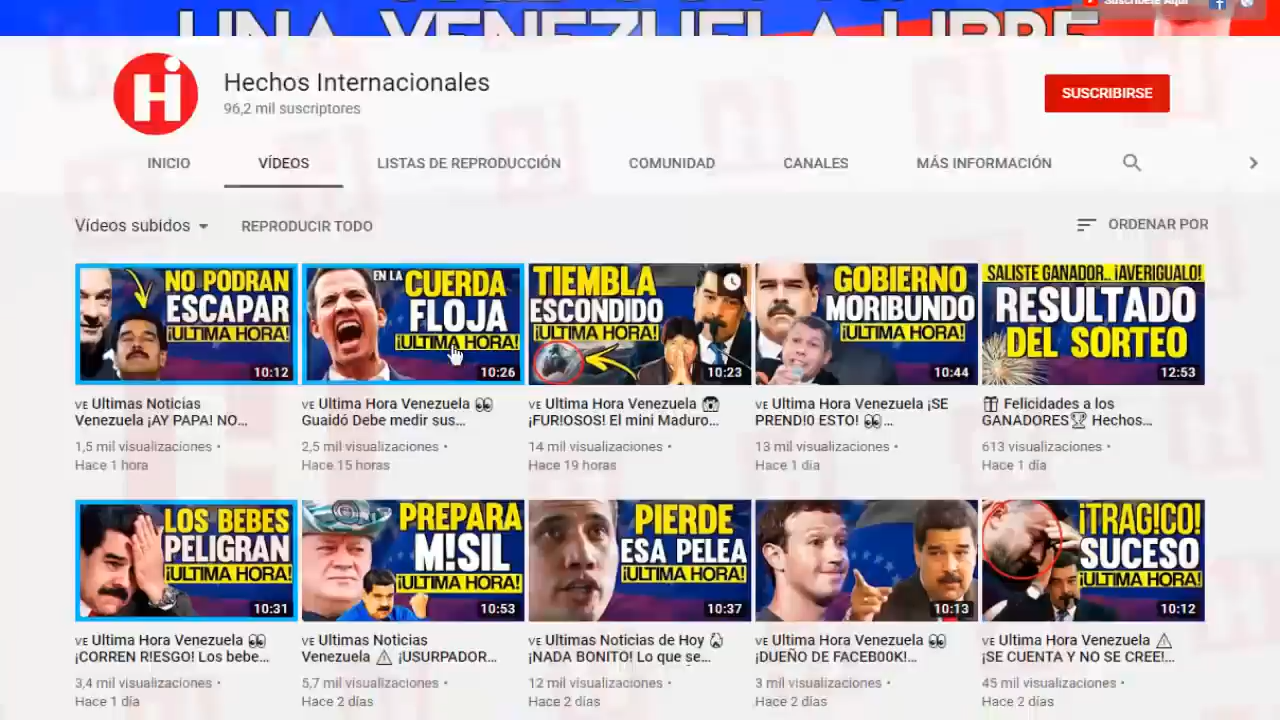 UNA VENEZUELA LIBRE
Suscríbete Aquí
Hi
Hechos Internacionales
96,2 mil suscriptores
SUSCRIBIRSE
INICIO
VÍDEOS
LISTAS DE REPRODUCCIÓN
COMUNIDAD
CANALES
MÁS INFORMACIÓN
Vídeos subidos
REPRODUCIR TODO
ORDENAR POR
NO PODRAN
ESCAPAR
¡ULTIMA HORA!
10:12
EN LA CUERDA
FLOJA
¡ULTIMA HORA!
10:26
TIEMBLA
ESCONDIDO
¡ULTIMA HORA!
10:23
GOBIERNO
MORIBUNDO
¡ULTIMA HORA!
10:44
SALISTE GANADOR.. ¡AVERIGUALO!
RESULTADO
DEL SORTEO
12:53
VE Ultimas Noticias
Venezuela ¡AY PAPA! NO...
1,5 mil visualizaciones •
Hace 1 hora
VE Ultima Hora Venezuela 👀
Guaidó Debe medir sus...
2,5 mil visualizaciones •
Hace 15 horas
VE Ultima Hora Venezuela 😱
¡FUR!OSOS! El mini Maduro...
14 mil visualizaciones •
Hace 19 horas
VE Ultima Hora Venezuela ¡SE
PREND!0 ESTO! 👀...
13 mil visualizaciones •
Hace 1 día
🎁 Felicidades a los
GANADORES🏆 Hechos...
613 visualizaciones •
Hace 1 día
LOS BEBES
PELIGRAN
¡ULTIMA HORA!
10:31
PREPARA
M!SIL
¡ULTIMA HORA!
10:53
PIERDE
ESA PELEA
¡ULTIMA HORA!
10:37
10:13
¡TRAG!CO!
SUCESO
¡ULTIMA HORA!
10:12
VE Ultima Hora Venezuela 👀
¡CORREN R!ESGO! Los bebe...
3,4 mil visualizaciones •
Hace 1 día
VE Ultimas Noticias
Venezuela ⚠ ¡USURPADOR...
5,7 mil visualizaciones •
Hace 2 días
VE Ultimas Noticias de Hoy
¡NADA BONITO! Lo que se...
12 mil visualizaciones •
Hace 2 días
VE Ultima Hora Venezuela 👀
¡DUEÑO DE FACEB00K!...
3 mil visualizaciones •
Hace 2 días
VE Ultima Hora Venezuela ⚠
¡SE CUENTA Y NO SE CREE!...
45 mil visualizaciones •
Hace 2 días